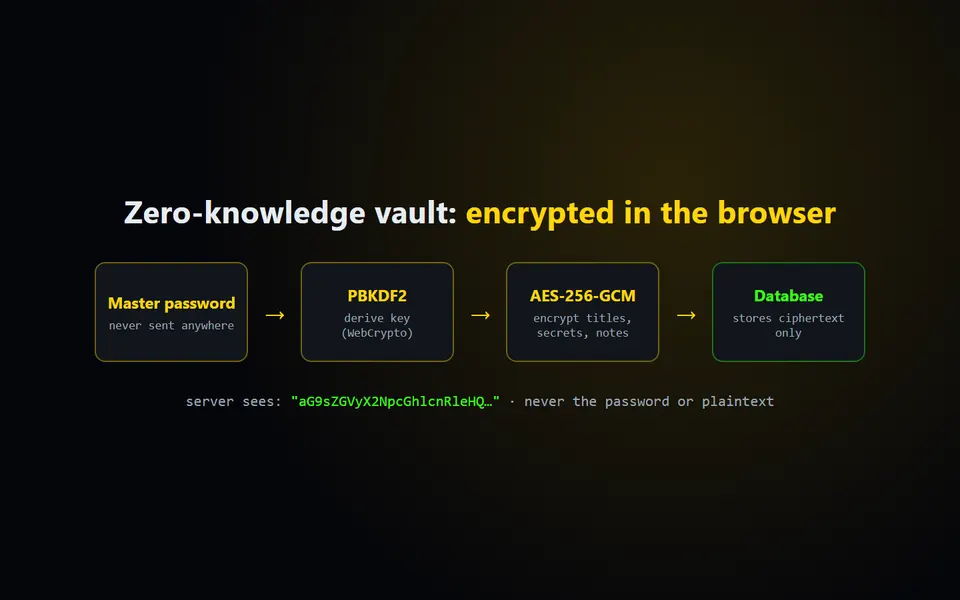 Zero-knowledge vault: encrypted in the browser
Master password
never sent anywhere
→
PBKDF2
derive key
(WebCrypto)
→
AES-256-GCM
encrypt titles,
secrets, notes
→
Database
stores ciphertext
only
server sees: "aG9sZGVyX2NpcGhlcnRleHQ…" · never the password or plaintext